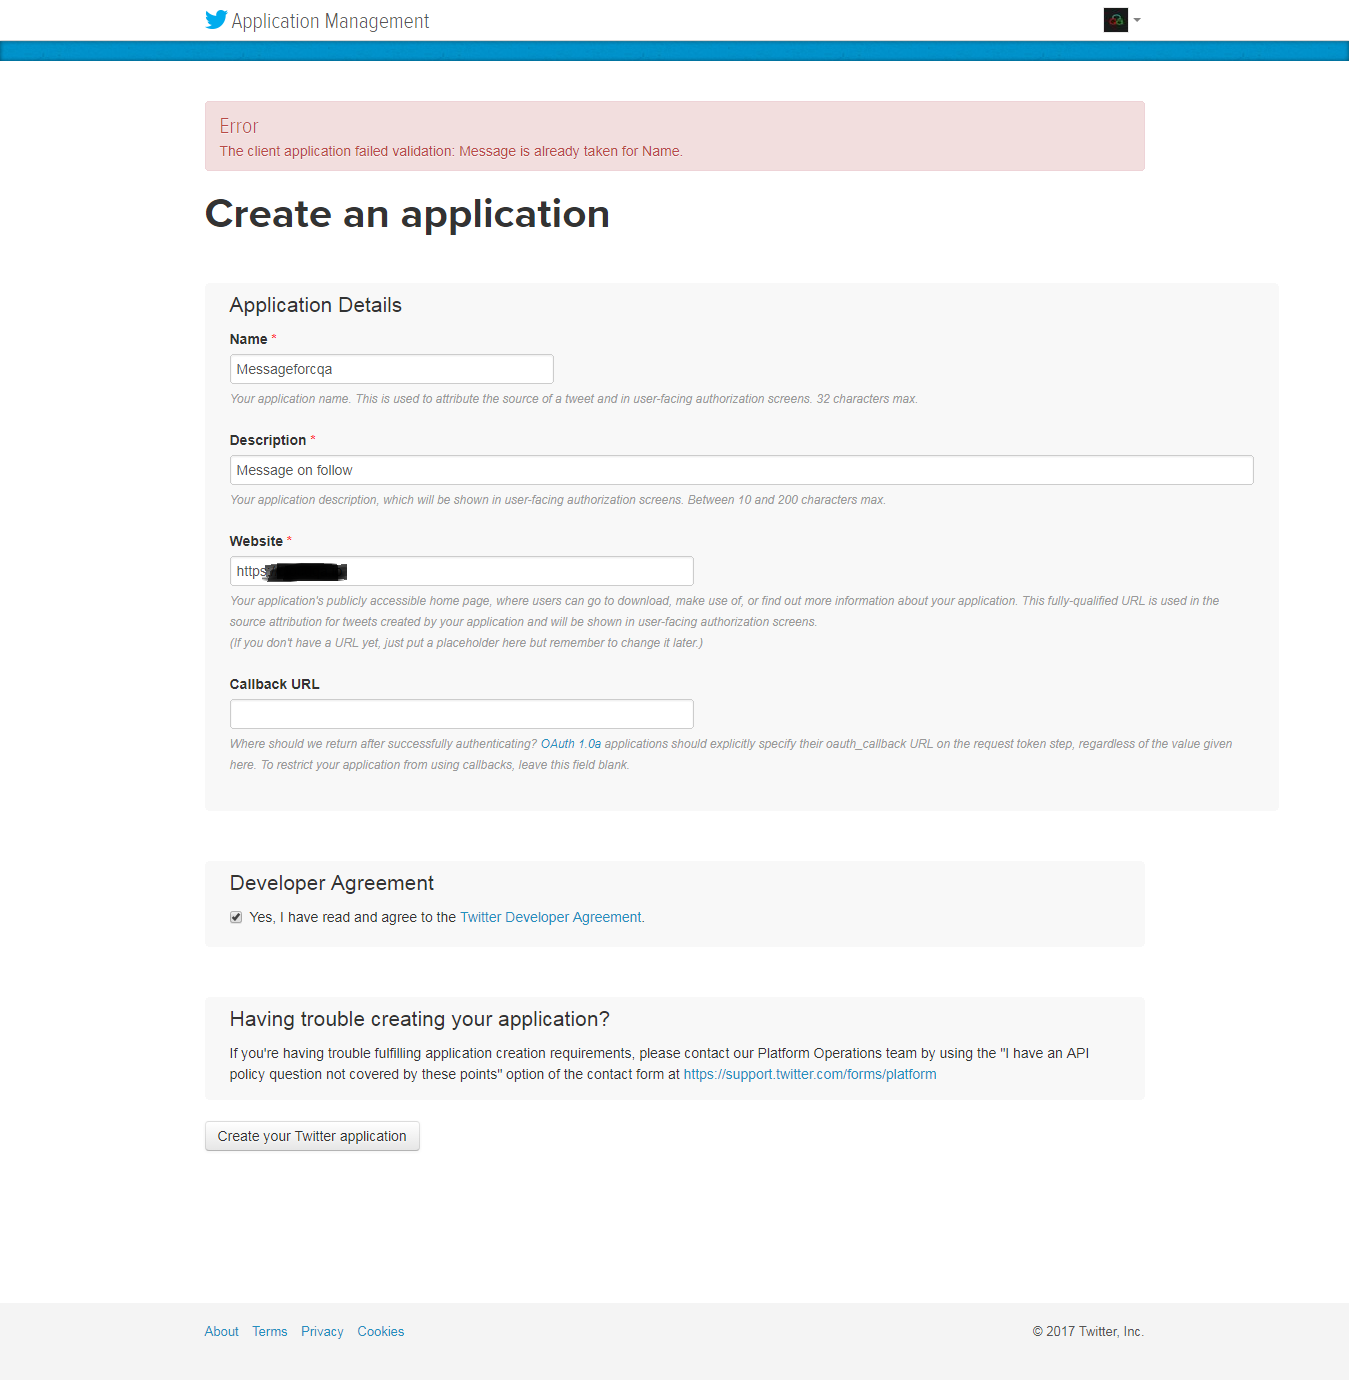 Application Management
Error
The client application failed validation: Message is already taken for Name.
Create an application
Application Details
Name *
Messageforcqa
Your application name. This is used to attribute the source of a tweet and in user-facing authorization screens. 32 characters max.
Description *
Message on follow
Your application description, which will be shown in user-facing authorization screens. Between 10 and 200 characters max.
Website *
https
Your application's publicly accessible home page, where users can go to download, make use of, or find out more information about your application. This fully-qualified URL is used in the
source attribution for tweets created by your application and will be shown in user-facing authorization screens.
(If you don't have a URL yet, just put a placeholder here but remember to change it later.)
Callback URL
Where should we return after successfully authenticating? OAuth 1.0a applications should explicitly specify their oauth_callback URL on the request token step, regardless of the value given
here. To restrict your application from using callbacks, leave this field blank.
Developer Agreement
Yes, I have read and agree to the Twitter Developer Agreement.
Having trouble creating your application?
If you're having trouble fulfilling application creation requirements, please contact our Platform Operations team by using the "I have an API
policy question not covered by these points" option of the contact form at https://support.twitter.com/forms/platform
Create your Twitter application
About Terms Privacy Cookies © 2017 Twitter, Inc.